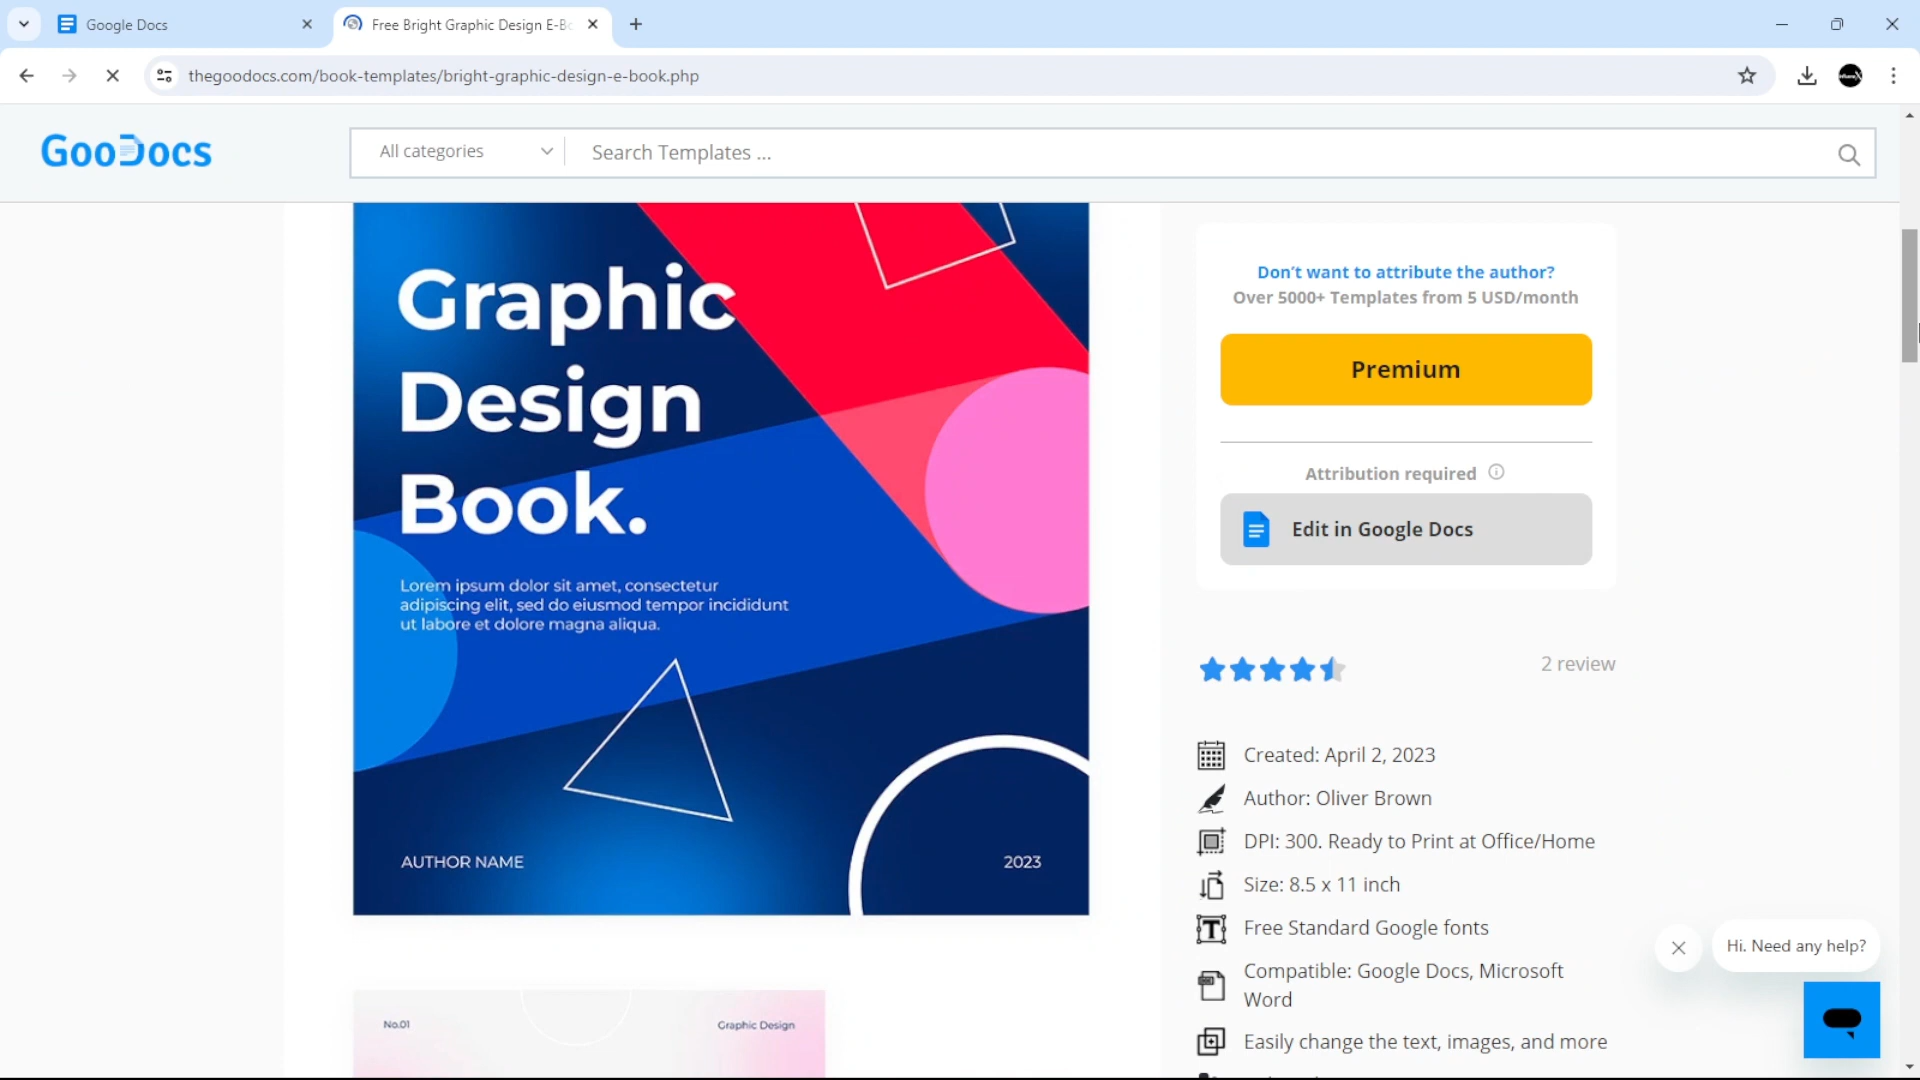 Google Docs
Free Bright Graphic Design E-Bo
thegoodocs.com/book-templates/bright-graphic-design-e-book.php
GooDocs
All categories
Search Templates ...
Graphic
Design
Book.
Lorem ipsum dolor sit amet, consectetur
adipiscing elit, sed do eiusmod tempor incididunt
ut labore et dolore magna aliqua.
AUTHOR NAME
2023
No.01
Graphic Design
Don't want to attribute the author?
Over 5000+ Templates from 5 USD/month
Premium
Attribution required
Edit in Google Docs
2 review
Created: April 2, 2023
Author: Oliver Brown
DPI: 300. Ready to Print at Office/Home
Size: 8.5 x 11 inch
Free Standard Google fonts
Compatible: Google Docs, Microsoft
Word
Easily change the text, images, and more
Hi. Need any help?